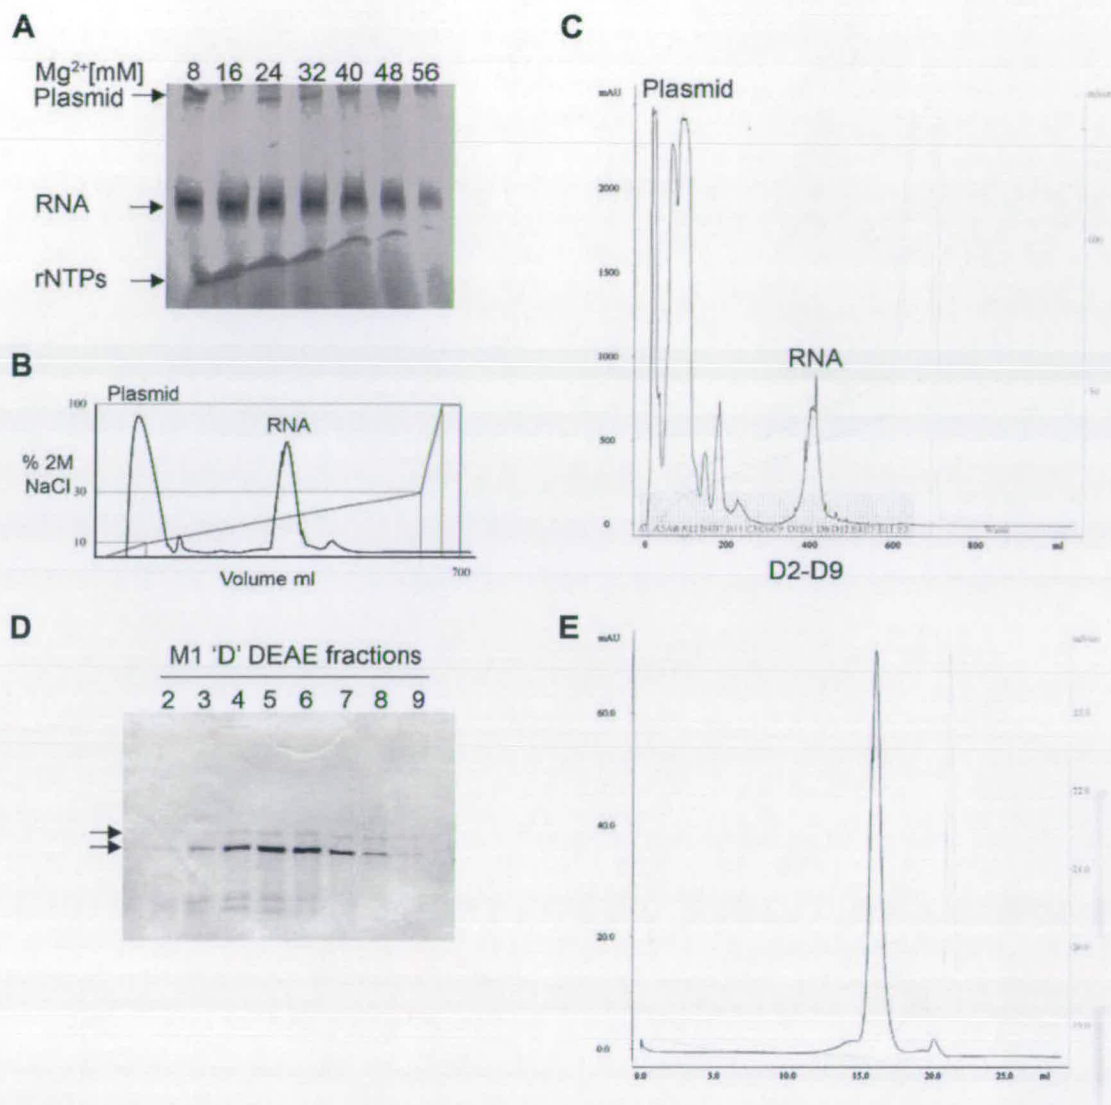 A
Mg2+[mM] 8 16 24 32 40 48 56
Plasmid
RNA
rNTPs
B
Plasmid
RNA
100
% 2M
NaCl
30
10
Volume ml
700
C
mAU
Plasmid
2000
1500
1000
RNA
500
0
0 200 400 600 800 ml
D2-D9
D
M1 'D' DEAE fractions
2 3 4 5 6 7 8 9
E
mAU
60.0
40.0
20.0
0.0
0.0 5.0 10.0 15.0 20.0 25.0 ml